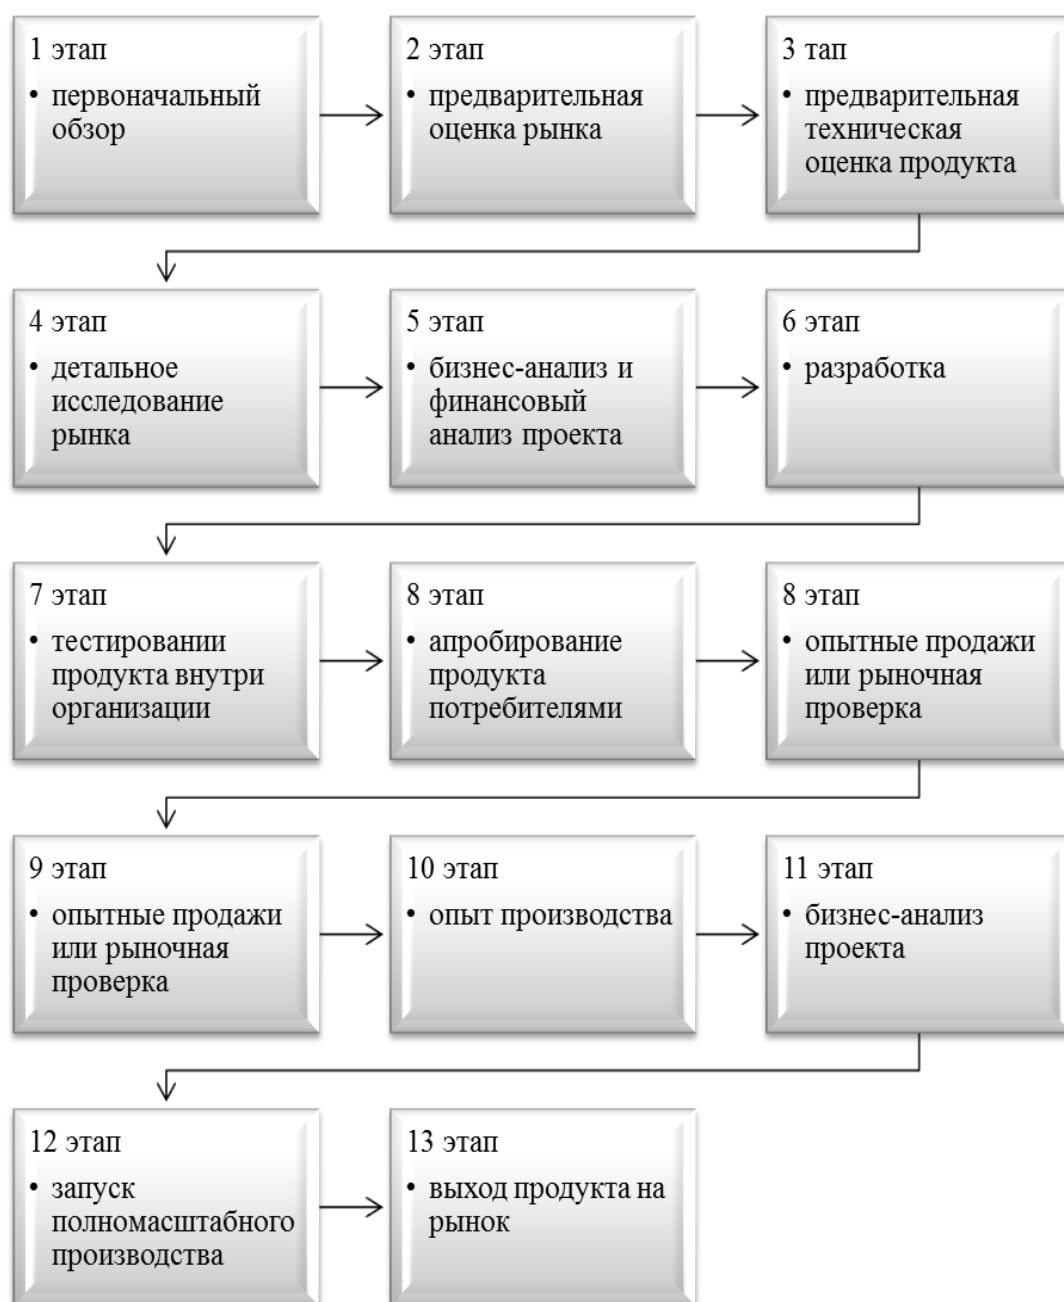 1 этап
• первоначальный
обзор
2 этап
• предварительная
оценка рынка
3 тап
• предварительная
техническая
оценка продукта
4 этап
• детальное
исследование
рынка
5 этап
• бизнес-анализ и
финансовый
анализ проекта
6 этап
• разработка
7 этап
• тестировании
продукта внутри
организации
8 этап
• апробирование
продукта
потребителями
8 этап
• опытные продажи
или рыночная
проверка
9 этап
• опытные продажи
или рыночная
проверка
10 этап
• опыт производства
11 этап
• бизнес-анализ
проекта
12 этап
• запуск
полномасштабного
производства
13 этап
• выход продукта на
рынок